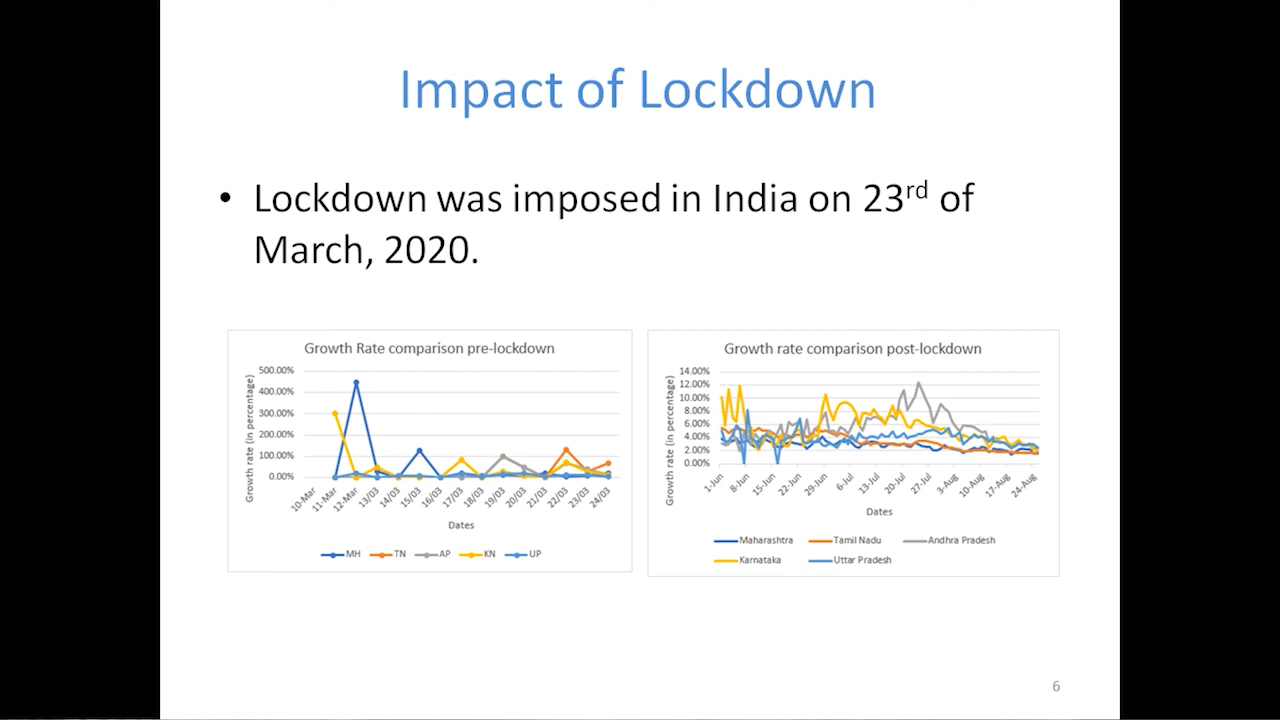 Impact of Lockdown
• Lockdown was imposed in India on 23rd of
March, 2020.
Growth Rate comparison pre-lockdown
Growth rate (in percentage)
500.00%
400.00%
300.00%
200.00%
100.00%
0.00%
10-Mar 11-Mar 12-Mar 13/03 14/03 15/03 16/03 17/03 18/03 19/03 20/03 21/03 22/03 23/03 24/03
Dates
MH TN AP KN UP
Growth rate comparison post-lockdown
Growth rate (in percentage)
14.00%
12.00%
10.00%
8.00%
6.00%
4.00%
2.00%
0.00%
1-Jun 8-Jun 15-Jun 22-Jun 29-Jun 6-Jul 13-Jul 20-Jul 27-Jul 3-Aug 10-Aug 17-Aug 24-Aug
Dates
Maharashtra Tamil Nadu Andhra Pradesh
Karnataka Uttar Pradesh
6